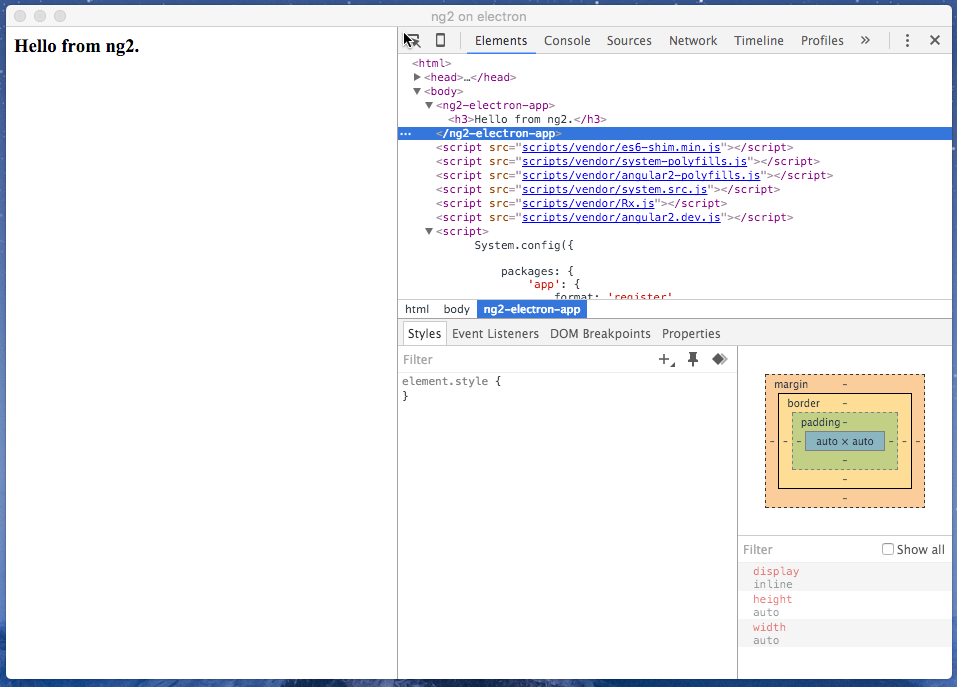 ng2 on electron
Hello from ng2.
Elements Console Sources Network Timeline Profiles »
<html>
▶<head>…</head>
▼<body>
▼<ng2-electron-app>
<h3>Hello from ng2.</h3>
… </ng2-electron-app>
<script src="scripts/vendor/es6-shim.min.js"></script>
<script src="scripts/vendor/system-polyfills.js"></script>
<script src="scripts/vendor/angular2-polyfills.js"></script>
<script src="scripts/vendor/system.src.js"></script>
<script src="scripts/vendor/Rx.js"></script>
<script src="scripts/vendor/angular2.dev.js"></script>
▼<script>
System.config({
packages: {
'app': {
format: 'register'
html body ng2-electron-app
Styles Event Listeners DOM Breakpoints Properties
Filter
element.style {
}
margin -
border -
padding -
- - - auto × auto - - -
-
-
-
Filter Show all
display
inline
height
auto
width
auto